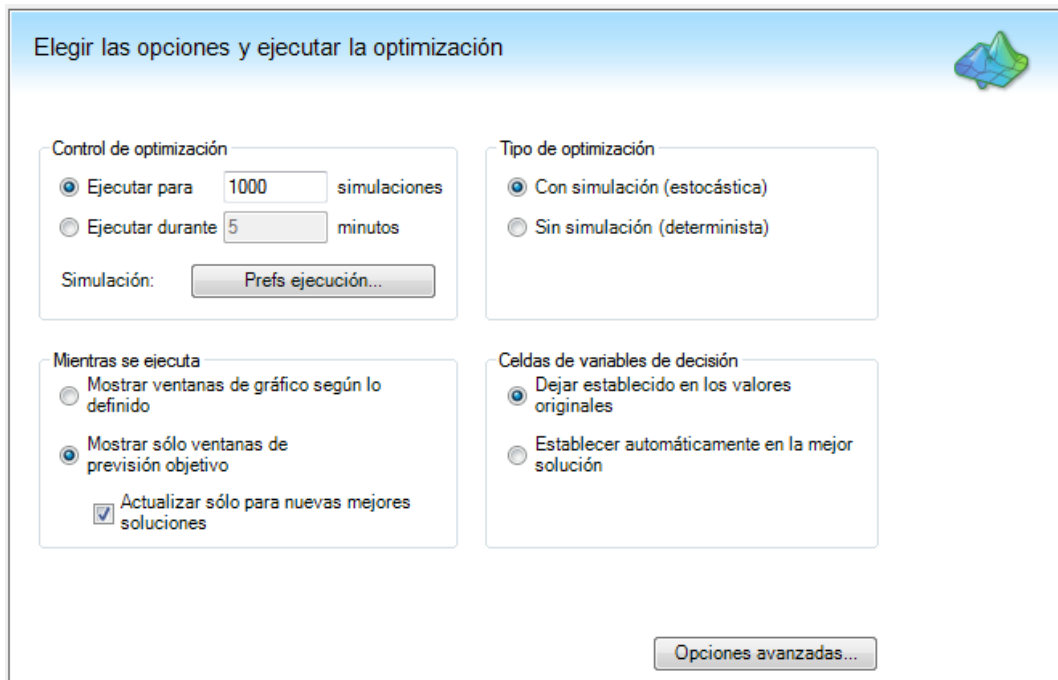 Elegir las opciones y ejecutar la optimización
Control de optimización
Ejecutar para 1000 simulaciones
Ejecutar durante 5 minutos
Simulación: Prefs ejecución...
Tipo de optimización
Con simulación (estocástica)
Sin simulación (determinista)
Mientras se ejecuta
Mostrar ventanas de gráfico según lo
definido
Mostrar sólo ventanas de
previsión objetivo
Actualizar sólo para nuevas mejores
soluciones
Celdas de variables de decisión
Dejar establecido en los valores
originales
Establecer automáticamente en la mejor
solución
Opciones avanzadas...